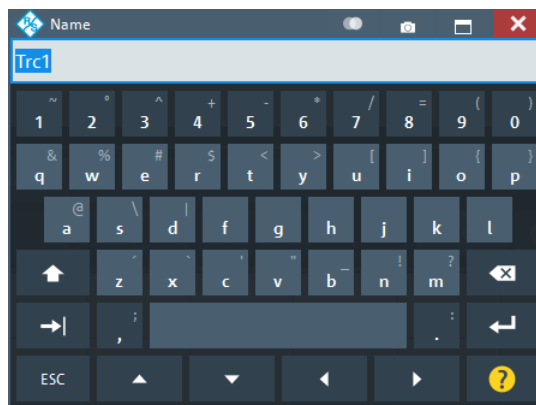 R&S Name
Trc1
~ ° ^ + - * / = ( )
1 2 3 4 5 6 7 8 9 0
& % # $ < > [ ] { }
q w e r t y u i o p
@ \ |
a s d f g h j k l
´ ` ' " _ ! ?
z x c v b n m
; :
, .
ESC ?